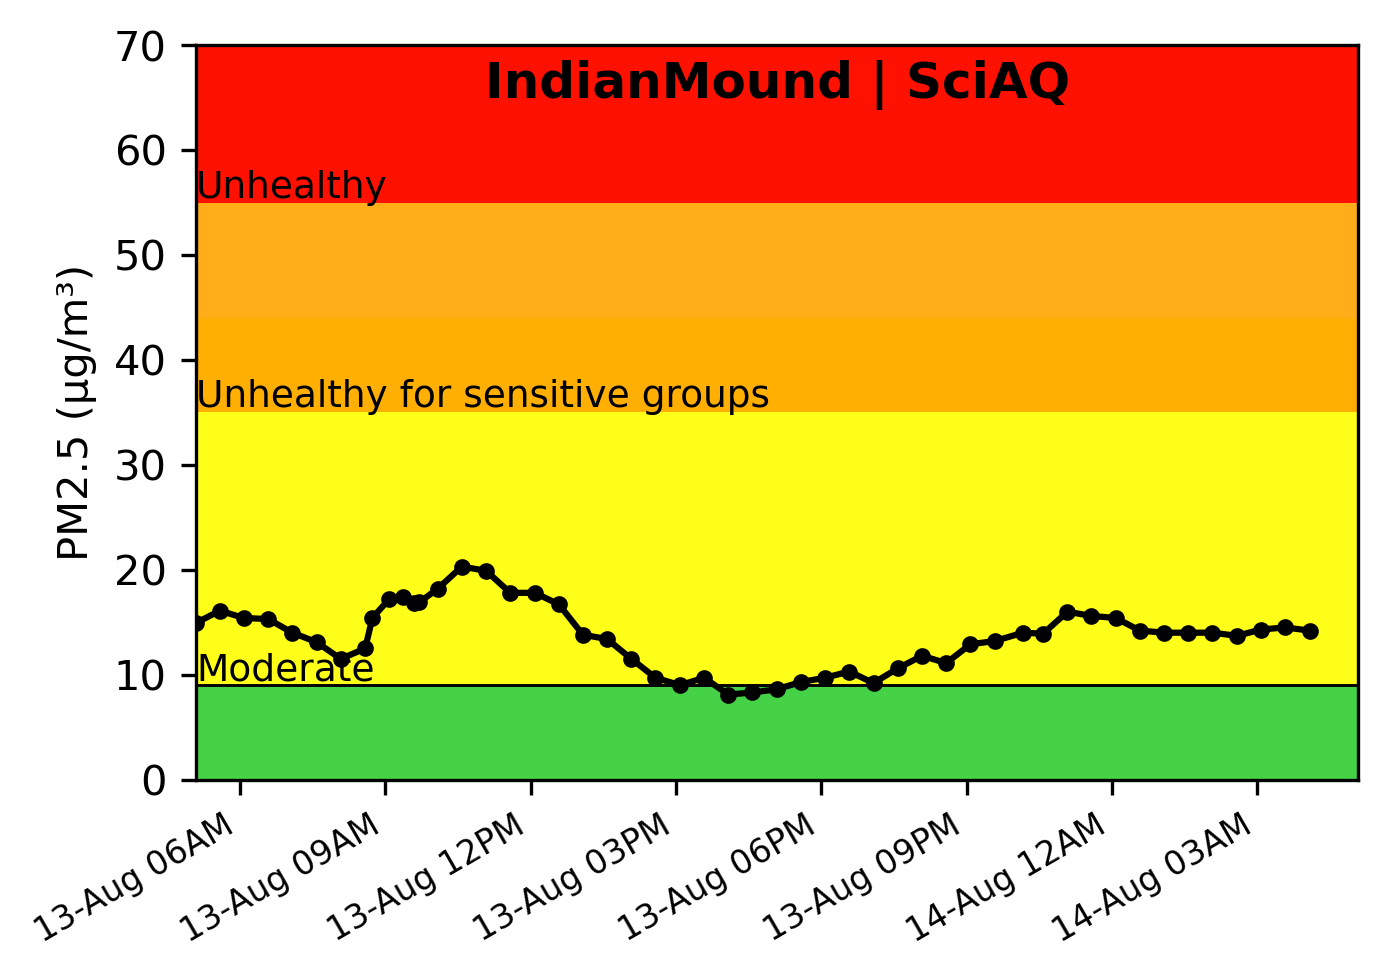 IndianMound | SciAQ
PM2.5 (µg/m³)
70
60
50
40
30
20
10
0
Unhealthy
Unhealthy for sensitive groups
Moderate
13-Aug 06AM
13-Aug 09AM
13-Aug 12PM
13-Aug 03PM
13-Aug 06PM
13-Aug 09PM
14-Aug 12AM
14-Aug 03AM